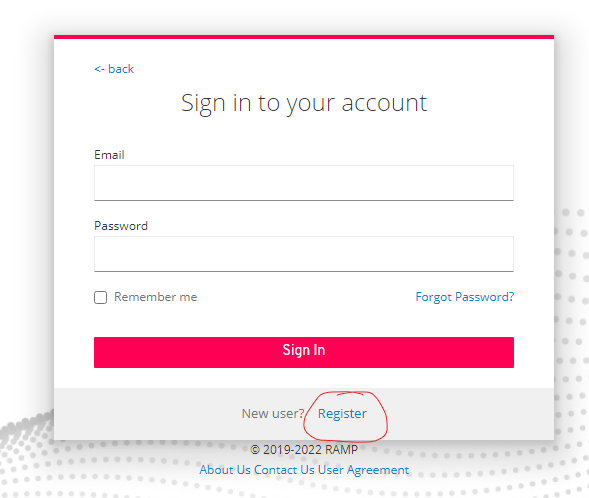 <- back
Sign in to your account
Email
Password
Remember me Forgot Password?
Sign In
New user? Register
© 2019-2022 RAMP
About Us Contact Us User Agreement